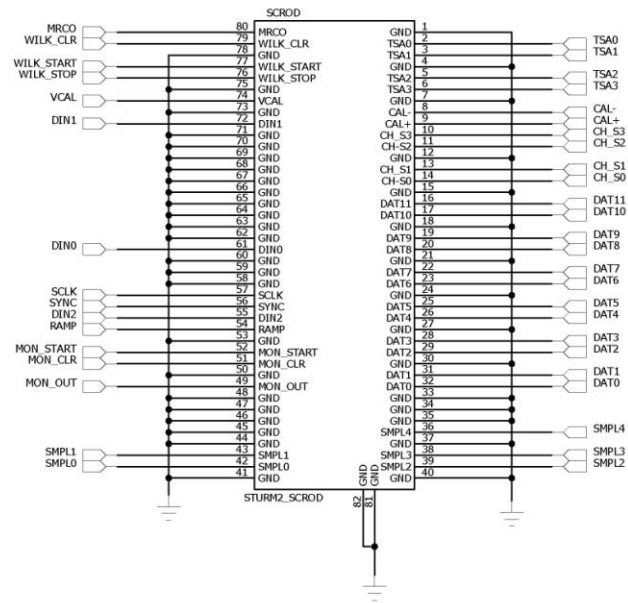 SCROD
MRCO 80 MRCO GND 1
WILK_CLR 79 WILK_CLR TSA0 2 TSA0
78 GND TSA1 3 TSA1
WILK_START 77 WILK_START GND 4
WILK_STOP 76 WILK_STOP TSA2 5 TSA2
75 GND TSA3 6 TSA3
VCAL 74 VCAL GND 7
73 GND CAL- 8 CAL-
DIN1 72 DIN1 CAL+ 9 CAL+
71 GND CH_S3 10 CH_S3
70 GND CH-S2 11 CH_S2
69 GND GND 12
68 GND CH_S1 13 CH_S1
67 GND CH-S0 14 CH_S0
66 GND GND 15
65 GND DAT11 16 DAT11
64 GND DAT10 17 DAT10
63 GND GND 18
62 GND DAT9 19 DAT9
DIN0 61 DIN0 DAT8 20 DAT8
60 GND GND 21
59 GND DAT7 22 DAT7
58 GND DAT6 23 DAT6
SCLK 57 SCLK GND 24
SYNC 56 SYNC DAT5 25 DAT5
DIN2 55 DIN2 DAT4 26 DAT4
RAMP 54 RAMP GND 27
53 GND DAT3 28 DAT3
MON_START 52 MON_START DAT2 29 DAT2
MON_CLR 51 MON_CLR GND 30
50 GND DAT1 31 DAT1
MON_OUT 49 MON_OUT DAT0 32 DAT0
48 GND GND 33
47 GND GND 34
46 GND GND 35
45 GND SMPL4 36 SMPL4
44 GND GND 37
SMPL1 43 SMPL1 SMPL3 38 SMPL3
SMPL0 42 SMPL0 SMPL2 39 SMPL2
41 GND GND 40
GND GND
STURM2_SCROD
82 81